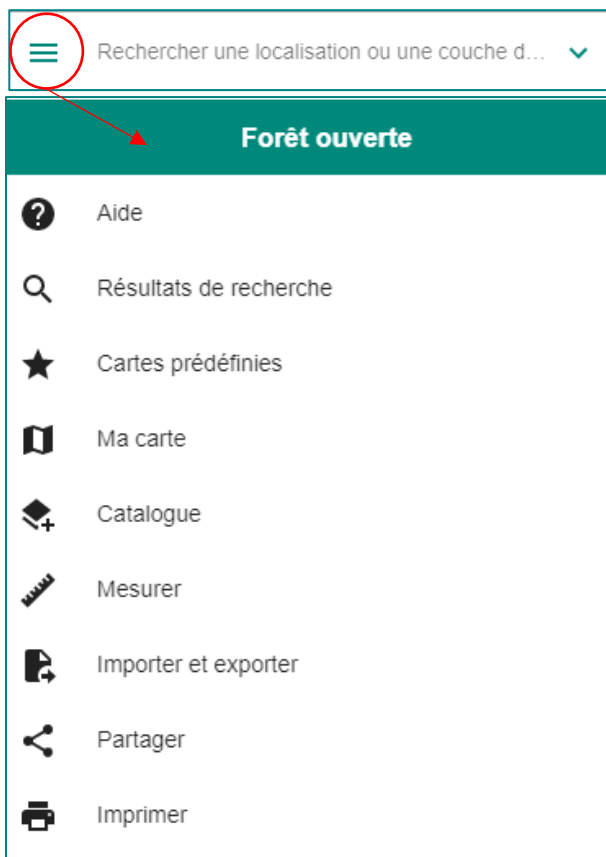 Rechercher une localisation ou une couche d...
Forêt ouverte
Aide
Résultats de recherche
Cartes prédéfinies
Ma carte
Catalogue
Mesurer
Importer et exporter
Partager
Imprimer